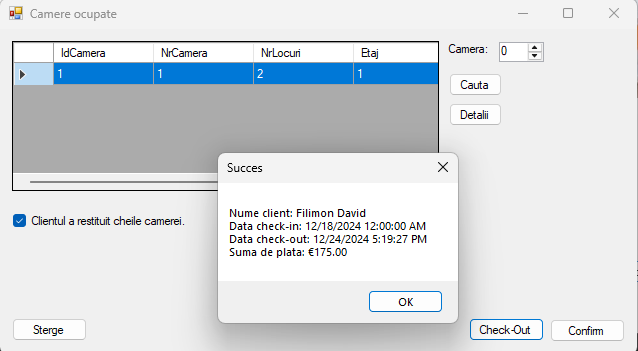 Camere ocupate
IdCamera NrCamera NrLocuri Etaj
1 1 2 1
Camera: 0
Cauta
Detalii
Succes
Nume client: Filimon David
Data check-in: 12/18/2024 12:00:00 AM
Data check-out: 12/24/2024 5:19:27 PM
Suma de plata: €175.00
OK
Clientul a restituit cheile camerei.
Sterge
Check-Out
Confirm